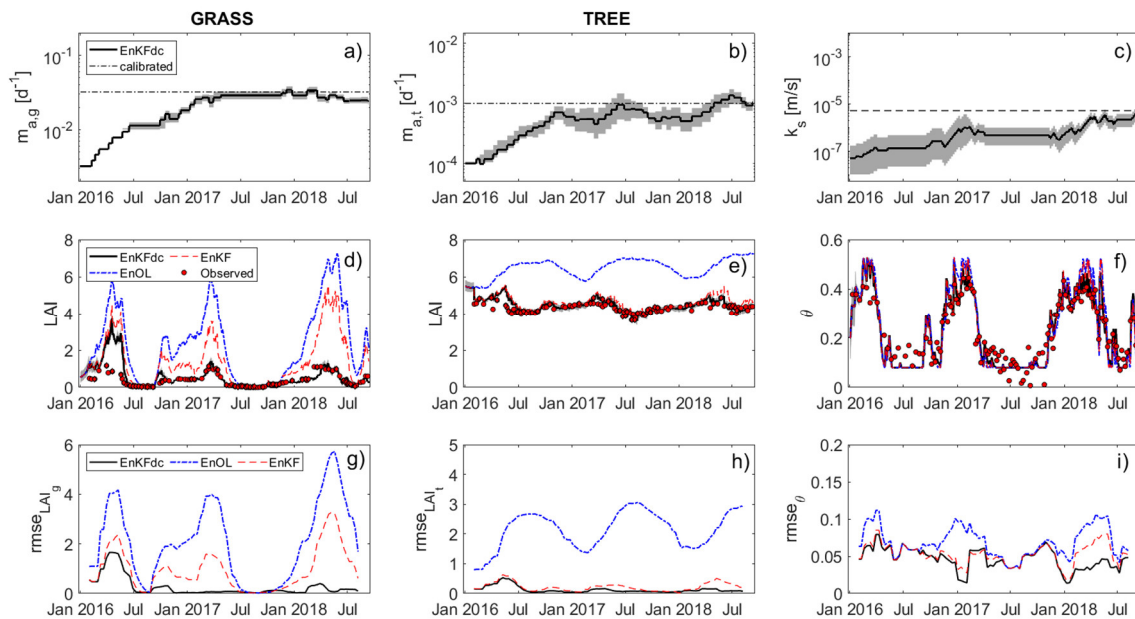 GRASS
TREE
a)
b)
c)
EnKFdc
calibrated
10⁻¹
10⁻²
10⁻²
10⁻³
10⁻⁴
10⁻⁵
10⁻⁷
m_{a,g} [d⁻¹]
m_{a,t} [d⁻¹]
k_s [m/s]
Jan 2016 Jul Jan 2017 Jul Jan 2018 Jul
Jan 2016 Jul Jan 2017 Jul Jan 2018 Jul
Jan 2016 Jul Jan 2017 Jul Jan 2018 Jul
d)
e)
f)
EnKFdc EnKF
EnOL Observed
8
6
4
2
0
8
6
4
2
0
0.6
0.4
0.2
0
LAI
LAI
θ
Jan 2016 Jul Jan 2017 Jul Jan 2018 Jul
Jan 2016 Jul Jan 2017 Jul Jan 2018 Jul
Jan 2016 Jul Jan 2017 Jul Jan 2018 Jul
g)
h)
i)
EnKFdc EnOL EnKF
6
4
2
0
5
4
3
2
1
0
0.2
0.15
0.1
0.05
0
rmse_{LAI_g}
rmse_{LAI_t}
rmse_θ
Jan 2016 Jul Jan 2017 Jul Jan 2018 Jul
Jan 2016 Jul Jan 2017 Jul Jan 2018 Jul
Jan 2016 Jul Jan 2017 Jul Jan 2018 Jul